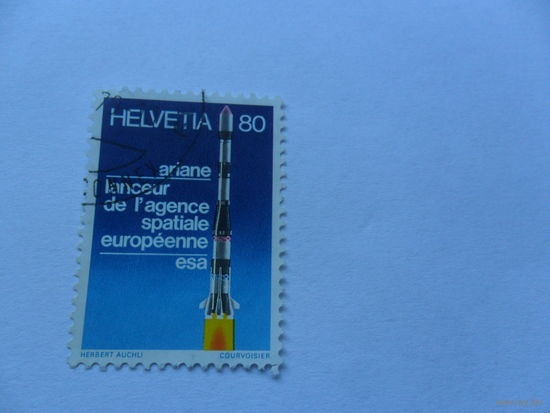 HELVETIA 80
ariane
lanceur
de l'agence
spatiale
européenne
esa
HERBERT AUCHLI COURVOISIER